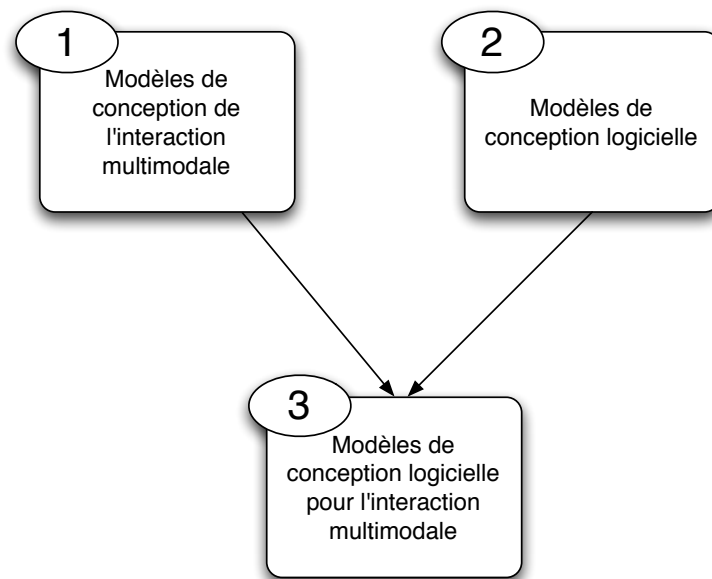 1
Modèles de
conception de
l'interaction
multimodale
2
Modèles de
conception logicielle
3
Modèles de
conception logicielle
pour l'interaction
multimodale